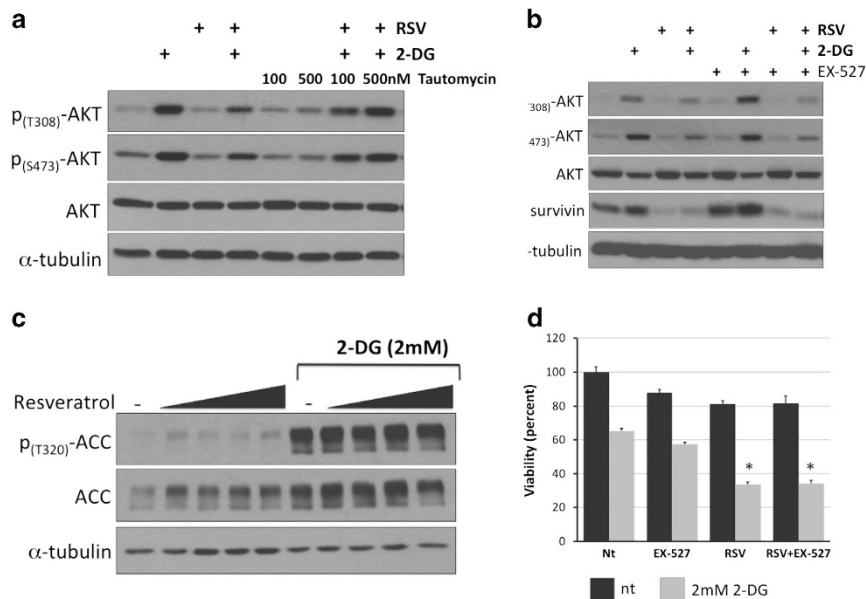 a
+ + + + RSV
+ + + + 2-DG
100 500 100 500nM Tautomycin
p(T308)-AKT
p(S473)-AKT
AKT
α-tubulin
b
+ + + + RSV
+ + + + 2-DG
+ + + + EX-527
308)-AKT
473)-AKT
AKT
survivin
-tubulin
c
2-DG (2mM)
Resveratrol - -
p(T320)-ACC
ACC
α-tubulin
d
120
100
80
60
40
20
0
Viability (percent)
* *
Nt EX-527 RSV RSV+EX-527
nt 2mM 2-DG